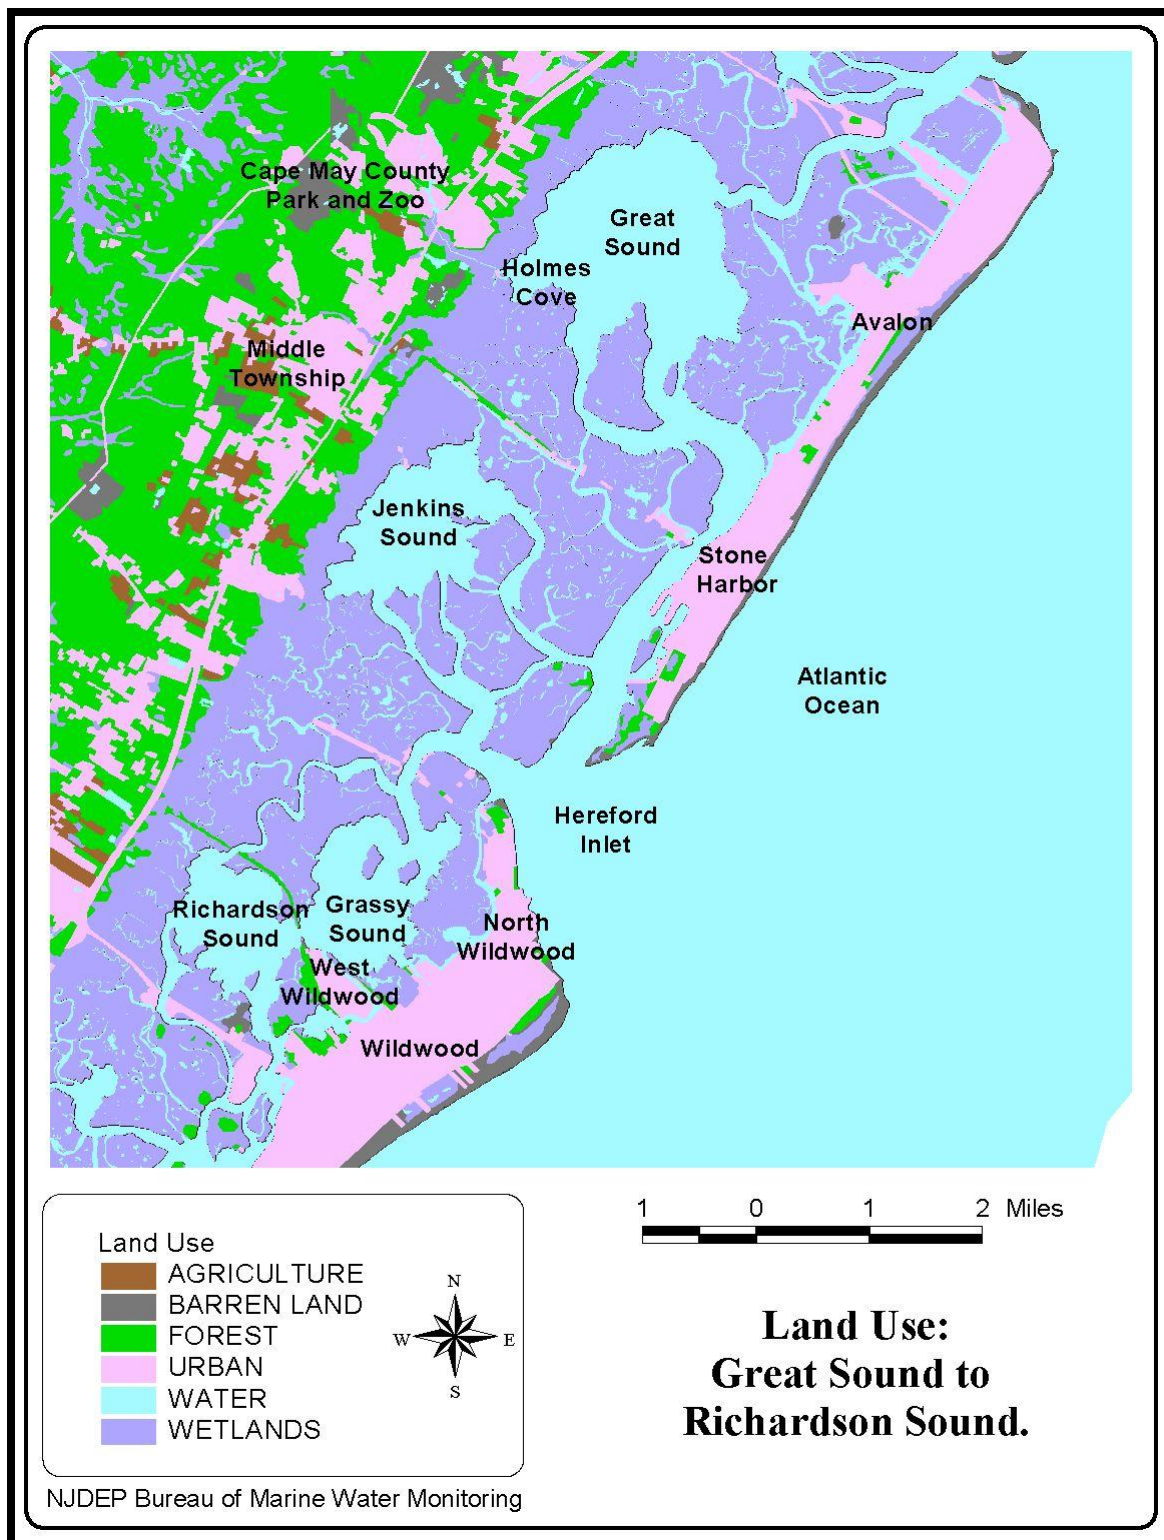 Cape May County
Park and Zoo
Great
Sound
Holmes
Cove
Avalon
Middle
Township
Jenkins
Sound
Stone
Harbor
Atlantic
Ocean
Hereford
Inlet
Richardson
Sound
Grassy
Sound
North
Wildwood
West
Wildwood
Wildwood
1 0 1 2 Miles
Land Use
AGRICULTURE
BARREN LAND
FOREST
URBAN
WATER
WETLANDS
N
W E
S
Land Use:
Great Sound to
Richardson Sound.
NJDEP Bureau of Marine Water Monitoring